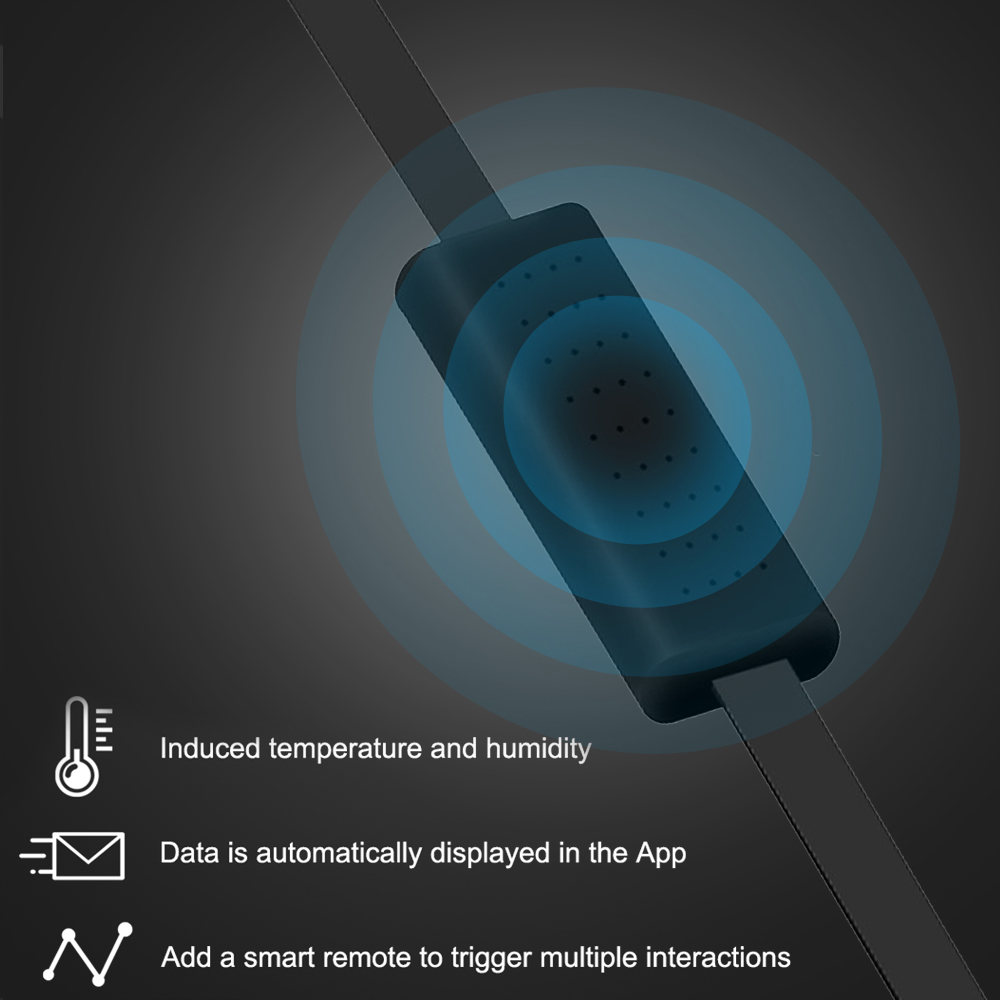 Induced temperature and humidity
Data is automatically displayed in the App
Add a smart remote to trigger multiple interactions